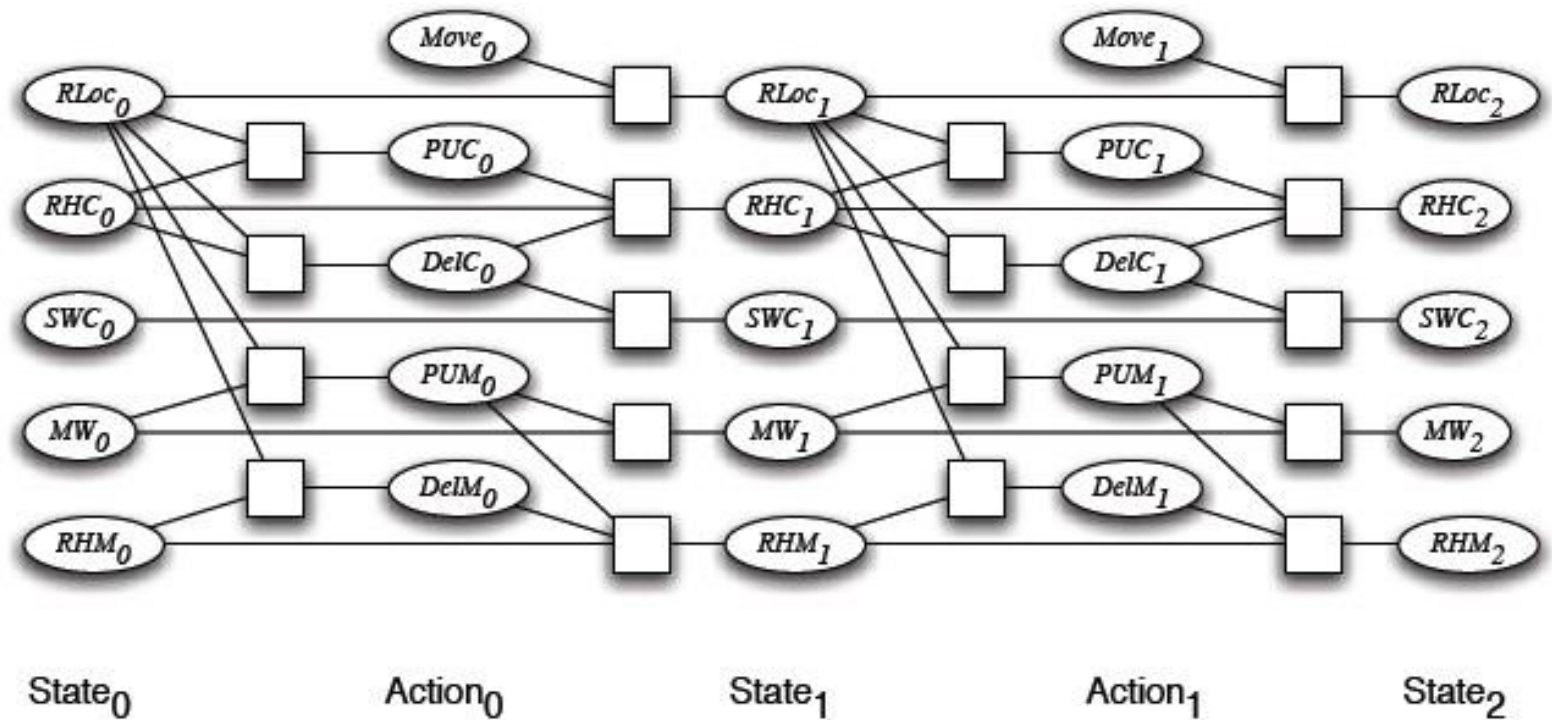 Move0 Move1
RLoc0 RLoc1 RLoc2
PUC0 PUC1
RHC0 RHC1 RHC2
DelC0 DelC1
SWC0 SWC1 SWC2
PUM0 PUM1
MW0 MW1 MW2
DelM0 DelM1
RHM0 RHM1 RHM2
State0 Action0 State1 Action1 State2